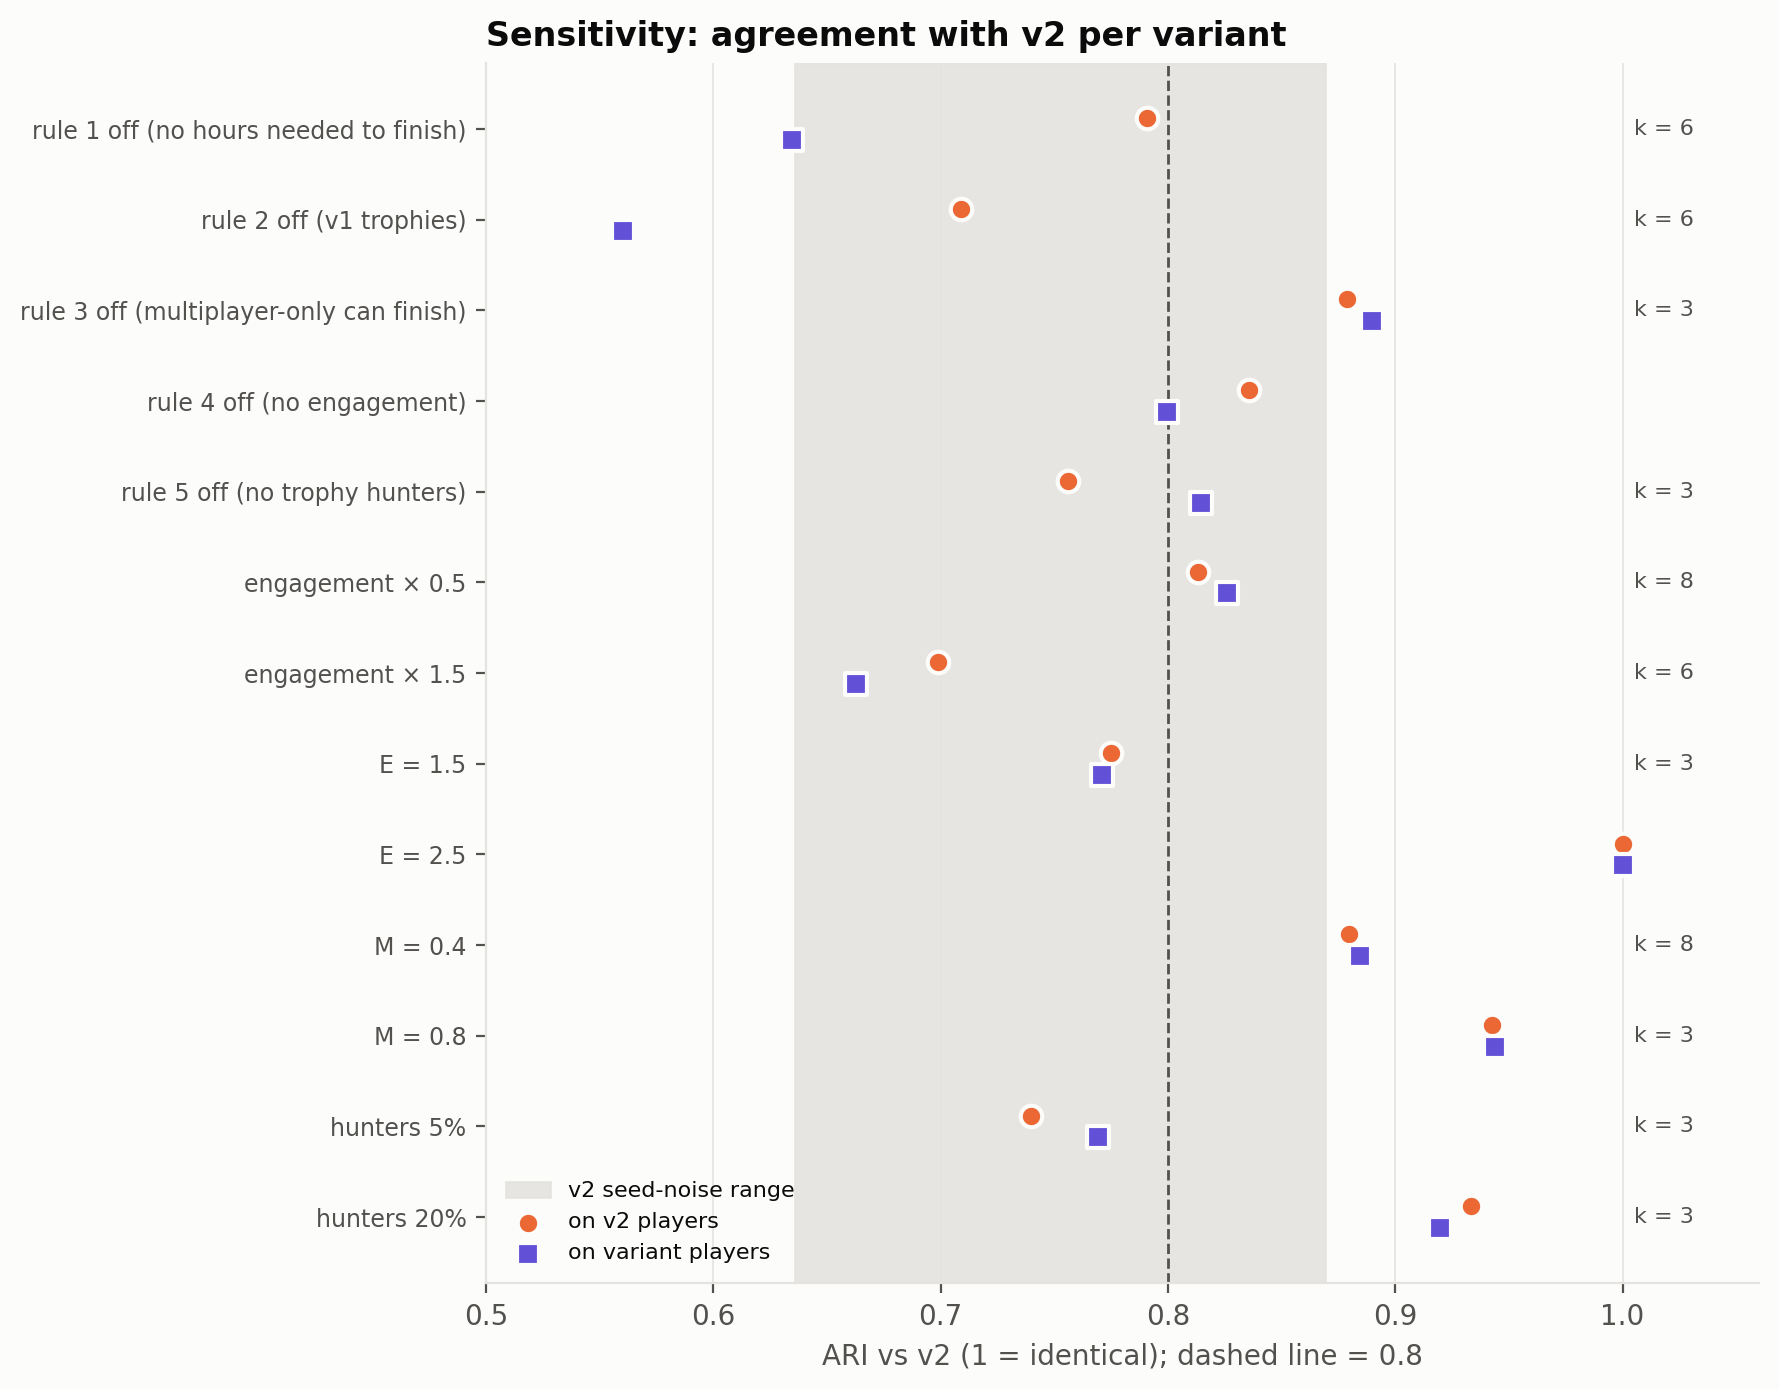 Sensitivity: agreement with v2 per variant
rule 1 off (no hours needed to finish)
k = 6
rule 2 off (v1 trophies)
k = 6
rule 3 off (multiplayer-only can finish)
k = 3
rule 4 off (no engagement)
rule 5 off (no trophy hunters)
k = 3
engagement × 0.5
k = 8
engagement × 1.5
k = 6
E = 1.5
k = 3
E = 2.5
M = 0.4
k = 8
M = 0.8
k = 3
hunters 5%
k = 3
hunters 20%
k = 3
v2 seed-noise range
on v2 players
on variant players
0.5 0.6 0.7 0.8 0.9 1.0
ARI vs v2 (1 = identical); dashed line = 0.8